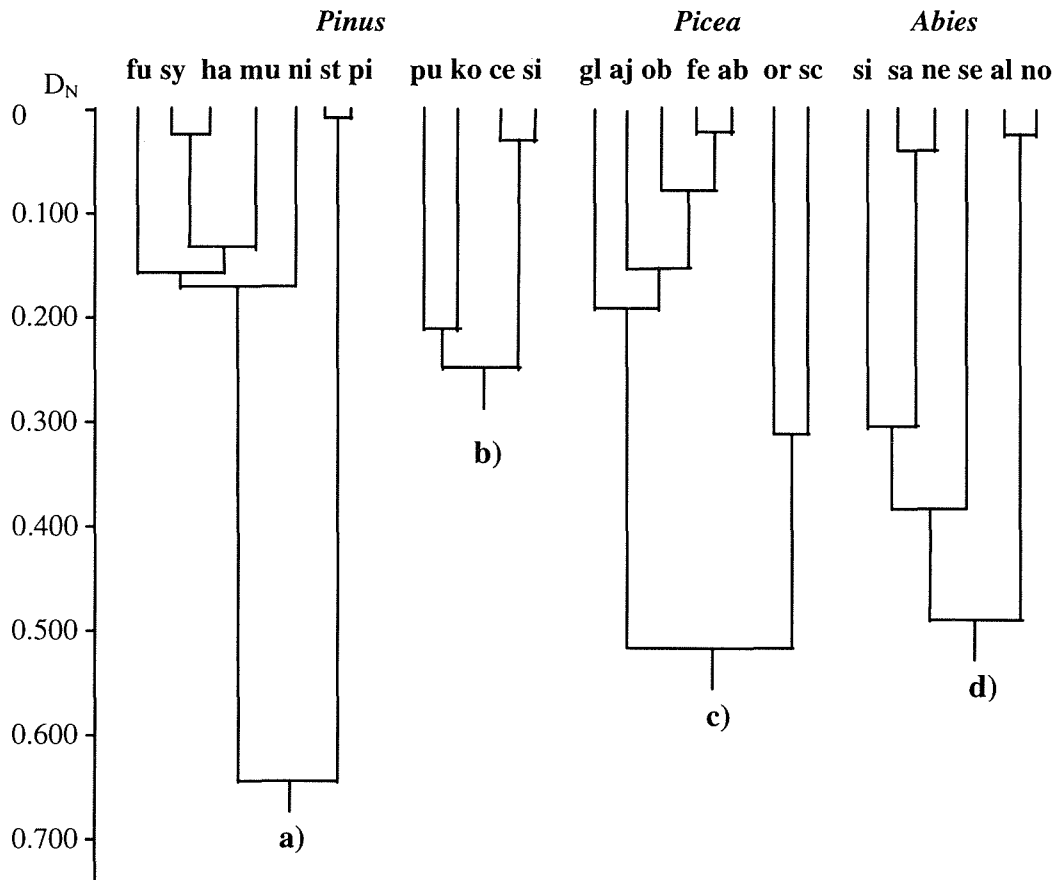 Pinus Picea Abies
fu sy ha mu ni st pi pu ko ce si gl aj ob fe ab or sc si sa ne se al no
DN
0
0.100
0.200
0.300
b)
0.400
0.500
d)
c)
0.600
0.700
a)